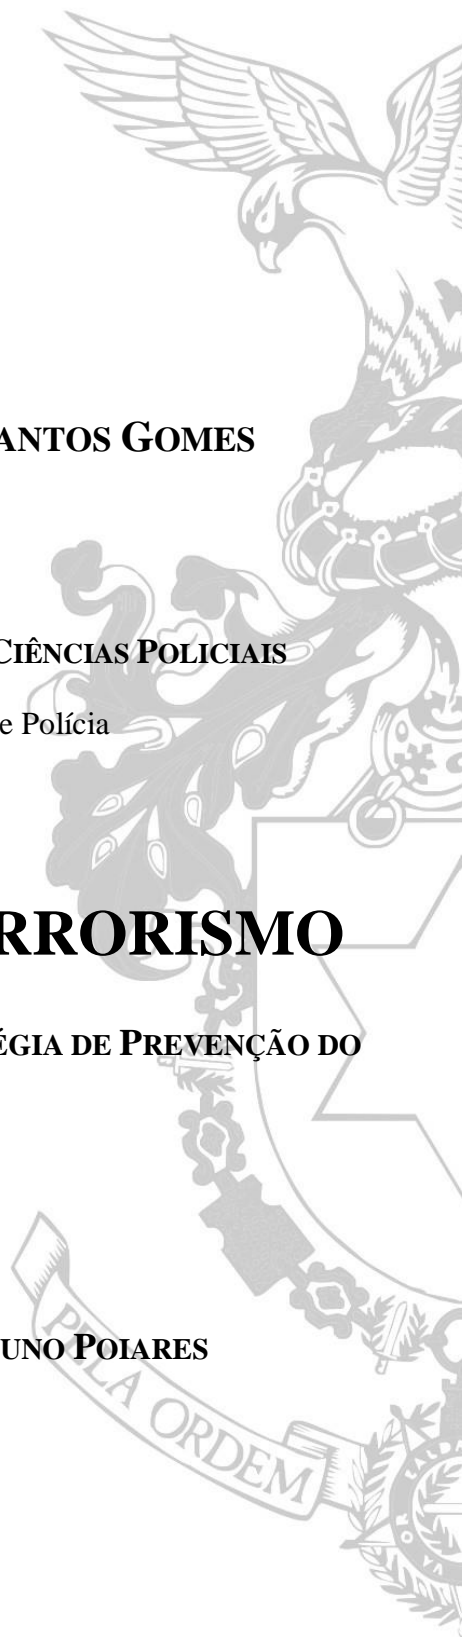 ANTOS GOMES
CIÊNCIAS POLICIAIS
e Polícia
RRORISMO
ÉGIA DE PREVENÇÃO DO
UNO POIARES
PELA ORDEM